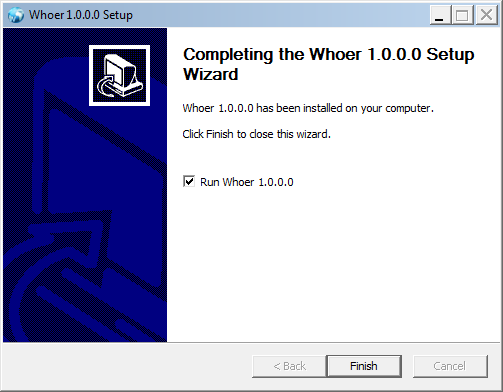 Whoer 1.0.0.0 Setup
Completing the Whoer 1.0.0.0 Setup
Wizard
Whoer 1.0.0.0 has been installed on your computer.
Click Finish to close this wizard.
Run Whoer 1.0.0.0
< Back
Finish
Cancel